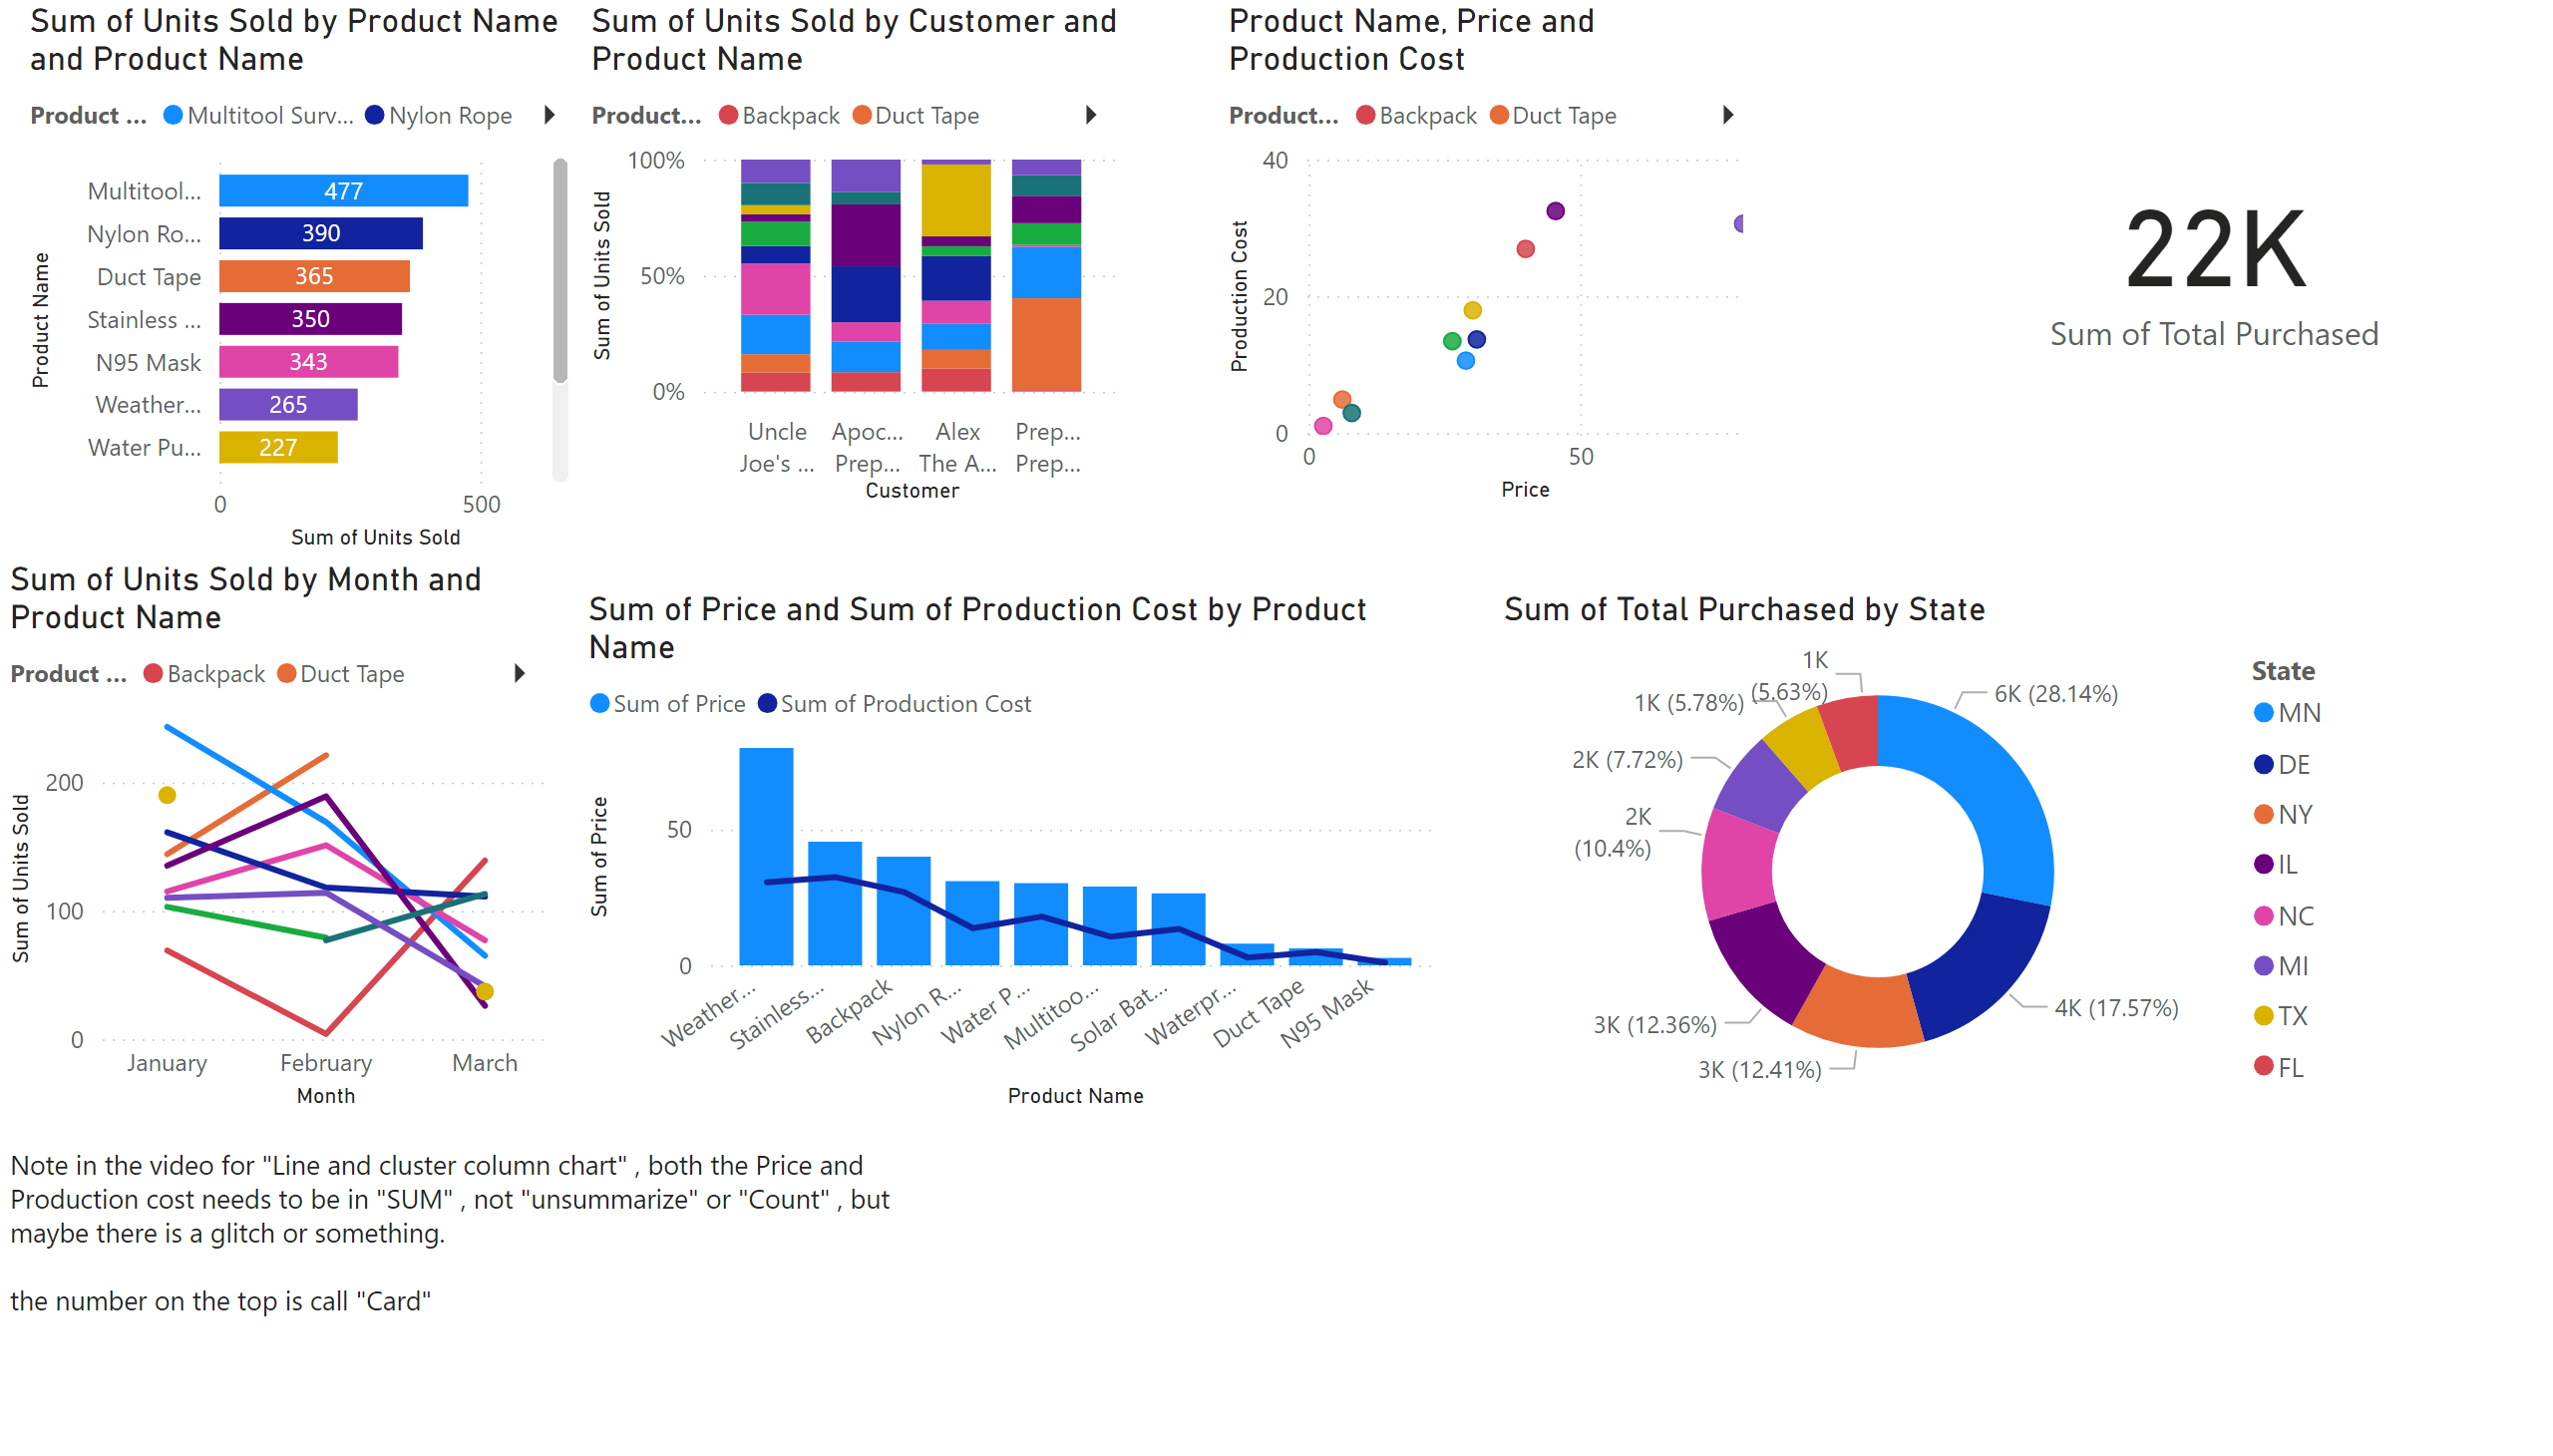 Sum of Units Sold by Product Name
and Product Name
Product ...
Multitool Surv...
Nylon Rope
Product Name
Multitool...
477
Nylon Ro...
390
Duct Tape
365
Stainless ...
350
N95 Mask
343
Weather...
265
Water Pu...
227
0
500
Sum of Units Sold
Sum of Units Sold by Customer and
Product Name
Product...
Backpack
Duct Tape
Sum of Units Sold
100%
50%
0%
Uncle
Joe's ...
Apoc...
Prep...
Alex
The A...
Prep...
Prep...
Customer
Product Name, Price and
Production Cost
Product...
Backpack
Duct Tape
Production Cost
40
20
0
0
50
Price
22K
Sum of Total Purchased
Sum of Units Sold by Month and
Product Name
Product ...
Backpack
Duct Tape
Sum of Units Sold
200
100
0
January
February
March
Month
Sum of Price and Sum of Production Cost by Product
Name
Sum of Price
Sum of Production Cost
Sum of Price
50
0
Weather...
Stainless...
Backpack
Nylon R...
Water P...
Multitoo...
Solar Bat...
Waterpr...
Duct Tape
N95 Mask
Product Name
Sum of Total Purchased by State
6K (28.14%)
4K (17.57%)
3K (12.41%)
3K (12.36%)
2K
(10.4%)
2K (7.72%)
1K (5.78%)
1K
(5.63%)
State
MN
DE
NY
IL
NC
MI
TX
FL
Note in the video for "Line and cluster column chart" , both the Price and
Production cost needs to be in "SUM" , not "unsummarize" or "Count" , but
maybe there is a glitch or something.
the number on the top is call "Card"